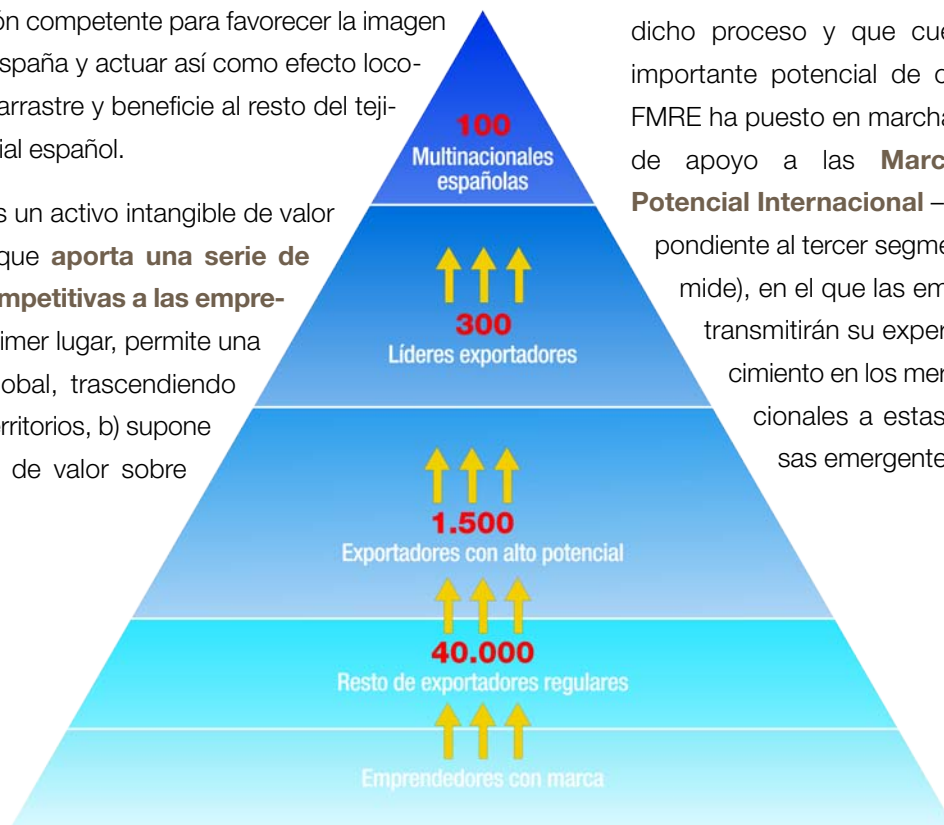 ón competente para favorecer la imagen
spaña y actuar así como efecto loco-
arrastre y beneficie al resto del teji-
ial español.
s un activo intangible de valor
que aporta una serie de
mpetitivas a las empre-
imer lugar, permite una
obal, trascendiendo
erritorios, b) supone
de valor sobre
100
Multinacionales
españolas
300
Líderes exportadores
1.500
Exportadores con alto potencial
40.000
Resto de exportadores regulares
Emprendedores con marca
dicho proceso y que cue
importante potencial de c
FMRE ha puesto en marcha
de apoyo a las Marc
Potencial Internacional –
pondiente al tercer segme
mide), en el que las em
transmitirán su exper
cimiento en los mer
cionales a estas
sas emergente